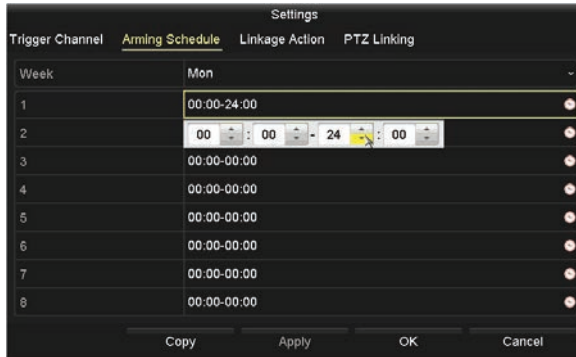 Settings
Trigger Channel Arming Schedule Linkage Action PTZ Linking
Week Mon
1 00:00-24:00
2 00 : 00 - 24 : 00
3 00:00-00:00
4 00:00-00:00
5 00:00-00:00
6 00:00-00:00
7 00:00-00:00
8 00:00-00:00
Copy Apply OK Cancel